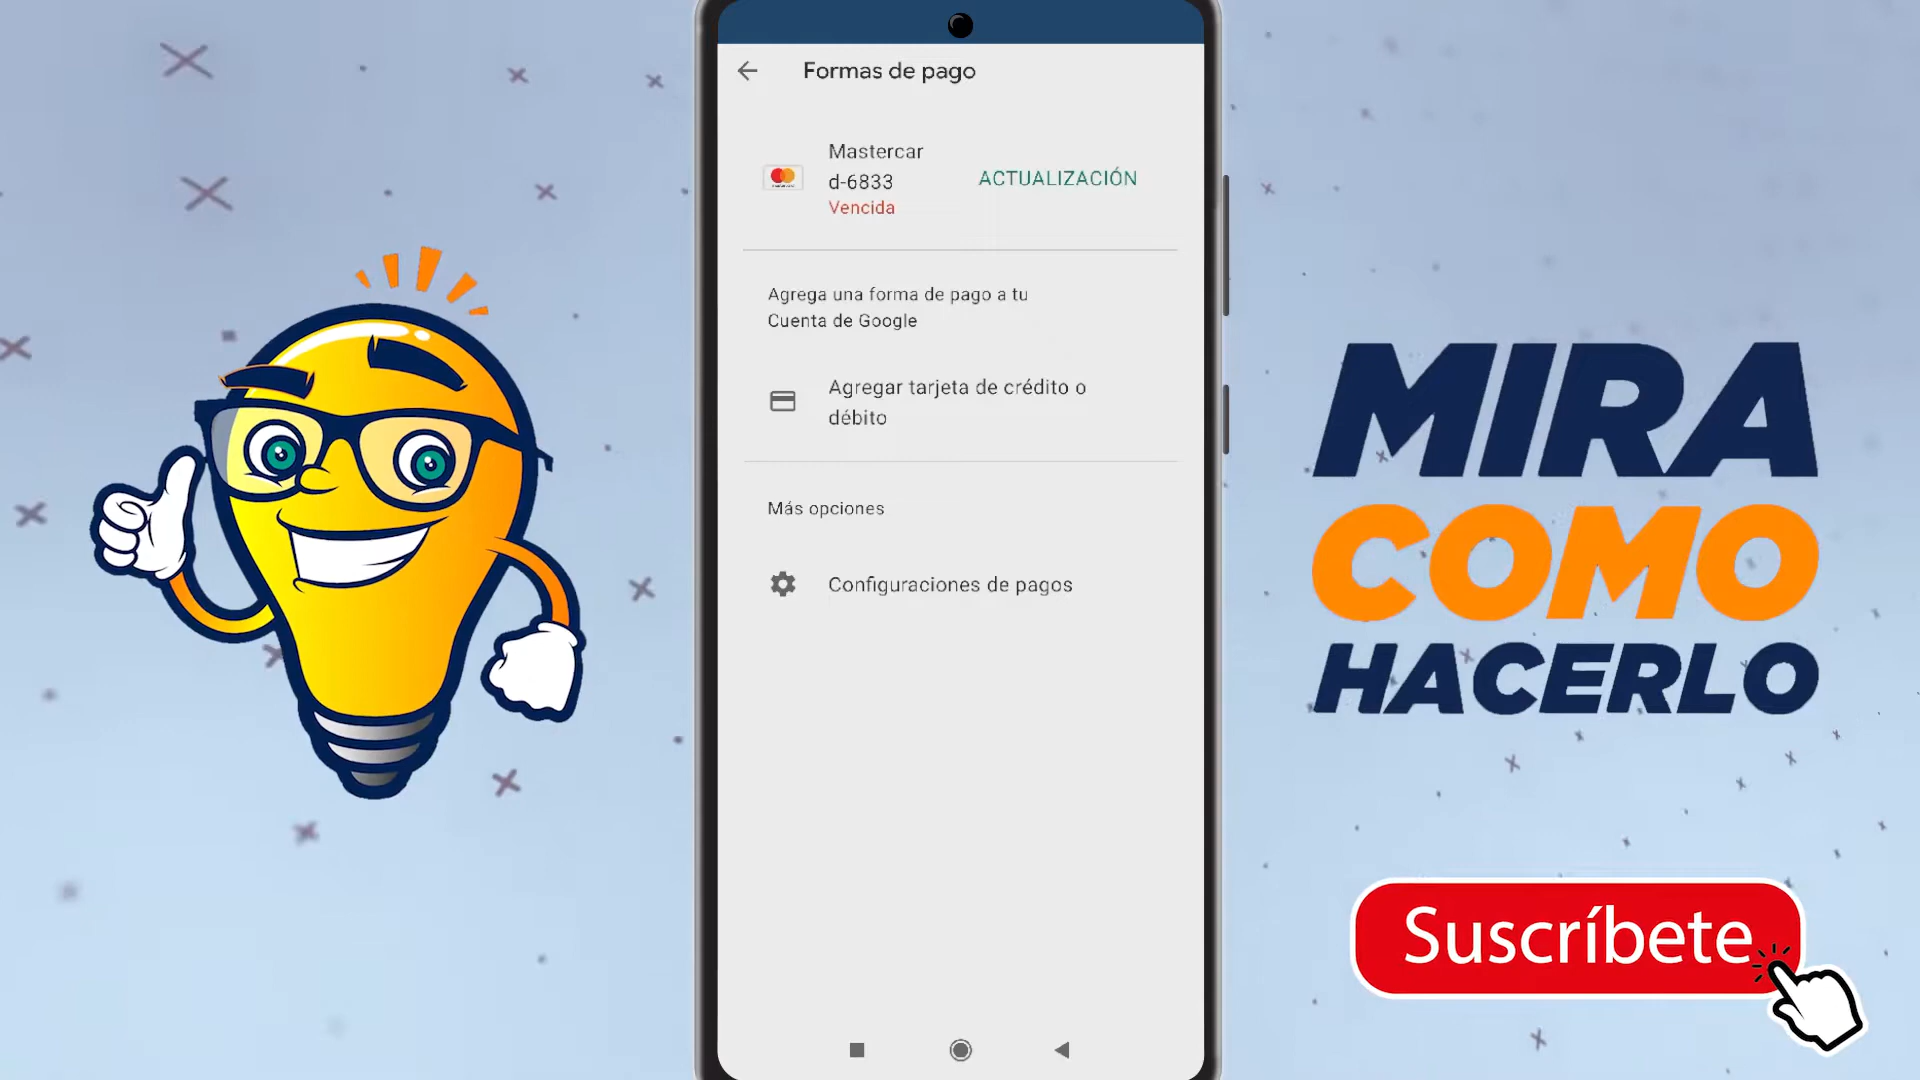 Formas de pago
Mastercar
d-6833
Vencida
ACTUALIZACIÓN
Agrega una forma de pago a tu
Cuenta de Google
Agregar tarjeta de crédito o
débito
Más opciones
Configuraciones de pagos
MIRA
COMO
HACERLO
Suscríbete